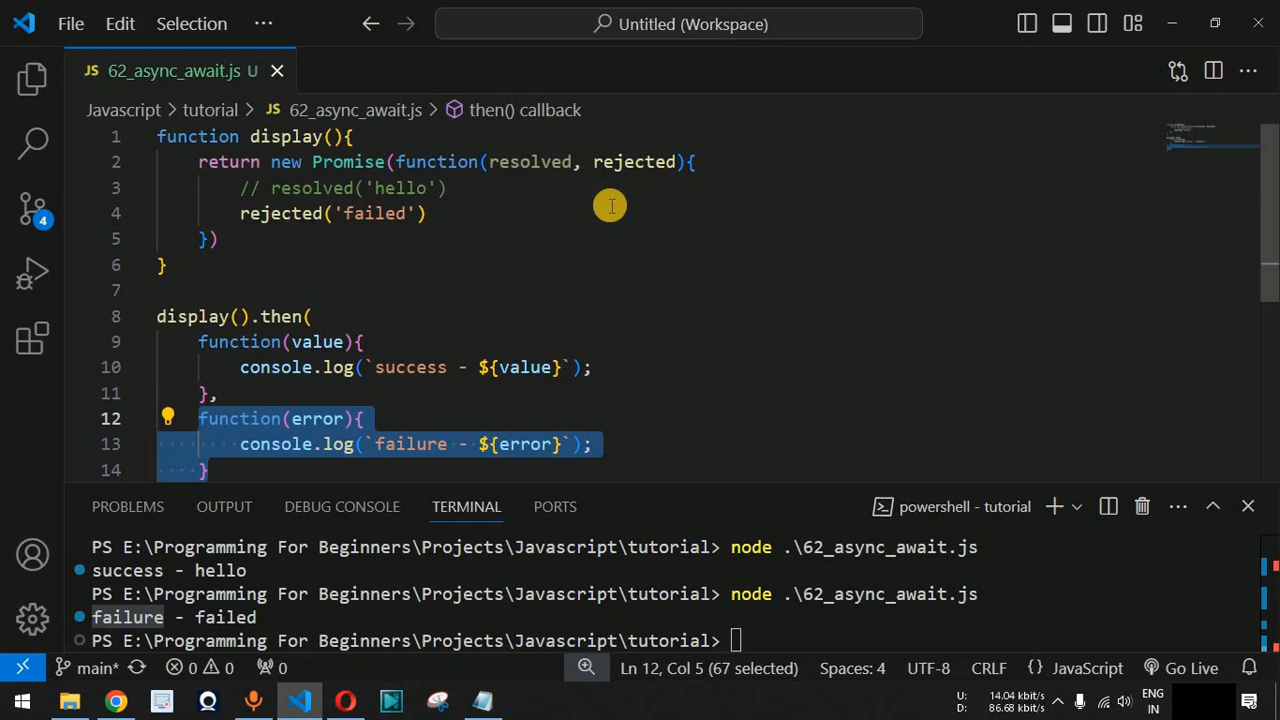 File Edit Selection ··· Untitled (Workspace)
JS 62_async_await.js U
Javascript > tutorial > JS 62_async_await.js > then() callback
1 function display(){
2 return new Promise(function(resolved, rejected){
3 // resolved('hello')
4 rejected('failed')
5 })
6 }
7
8 display().then(
9 function(value){
10 console.log(`success - ${value}`);
11 },
12 function(error){
13 console.log(`failure - ${error}`);
14 }
PROBLEMS OUTPUT DEBUG CONSOLE TERMINAL PORTS powershell - tutorial
PS E:\Programming For Beginners\Projects\Javascript\tutorial> node .\62_async_await.js
success - hello
PS E:\Programming For Beginners\Projects\Javascript\tutorial> node .\62_async_await.js
failure - failed
PS E:\Programming For Beginners\Projects\Javascript\tutorial>
4
main* 0 0 0 Ln 12, Col 5 (67 selected) Spaces: 4 UTF-8 CRLF {} JavaScript Go Live
U: 14.04 kbit/s ENG
D: 86.68 kbit/s IN